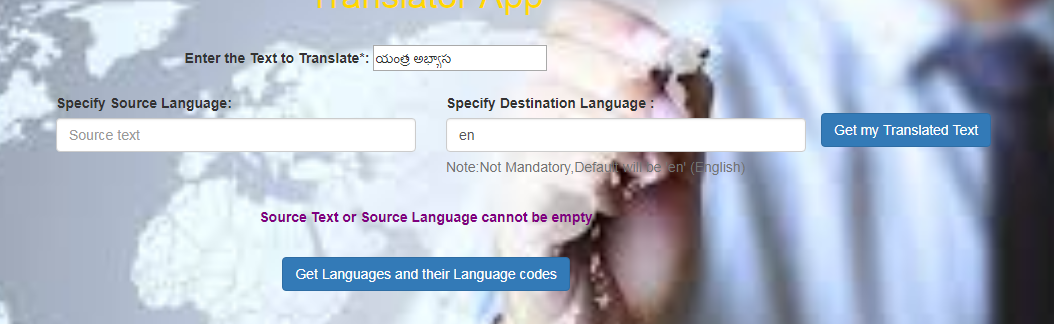 Translator App
Enter the Text to Translate*: యంత్ర అభ్యాస
Specify Source Language:
Source text
Specify Destination Language :
en
Get my Translated Text
Note:Not Mandatory,Default will be 'en' (English)
Source Text or Source Language cannot be empty
Get Languages and their Language codes